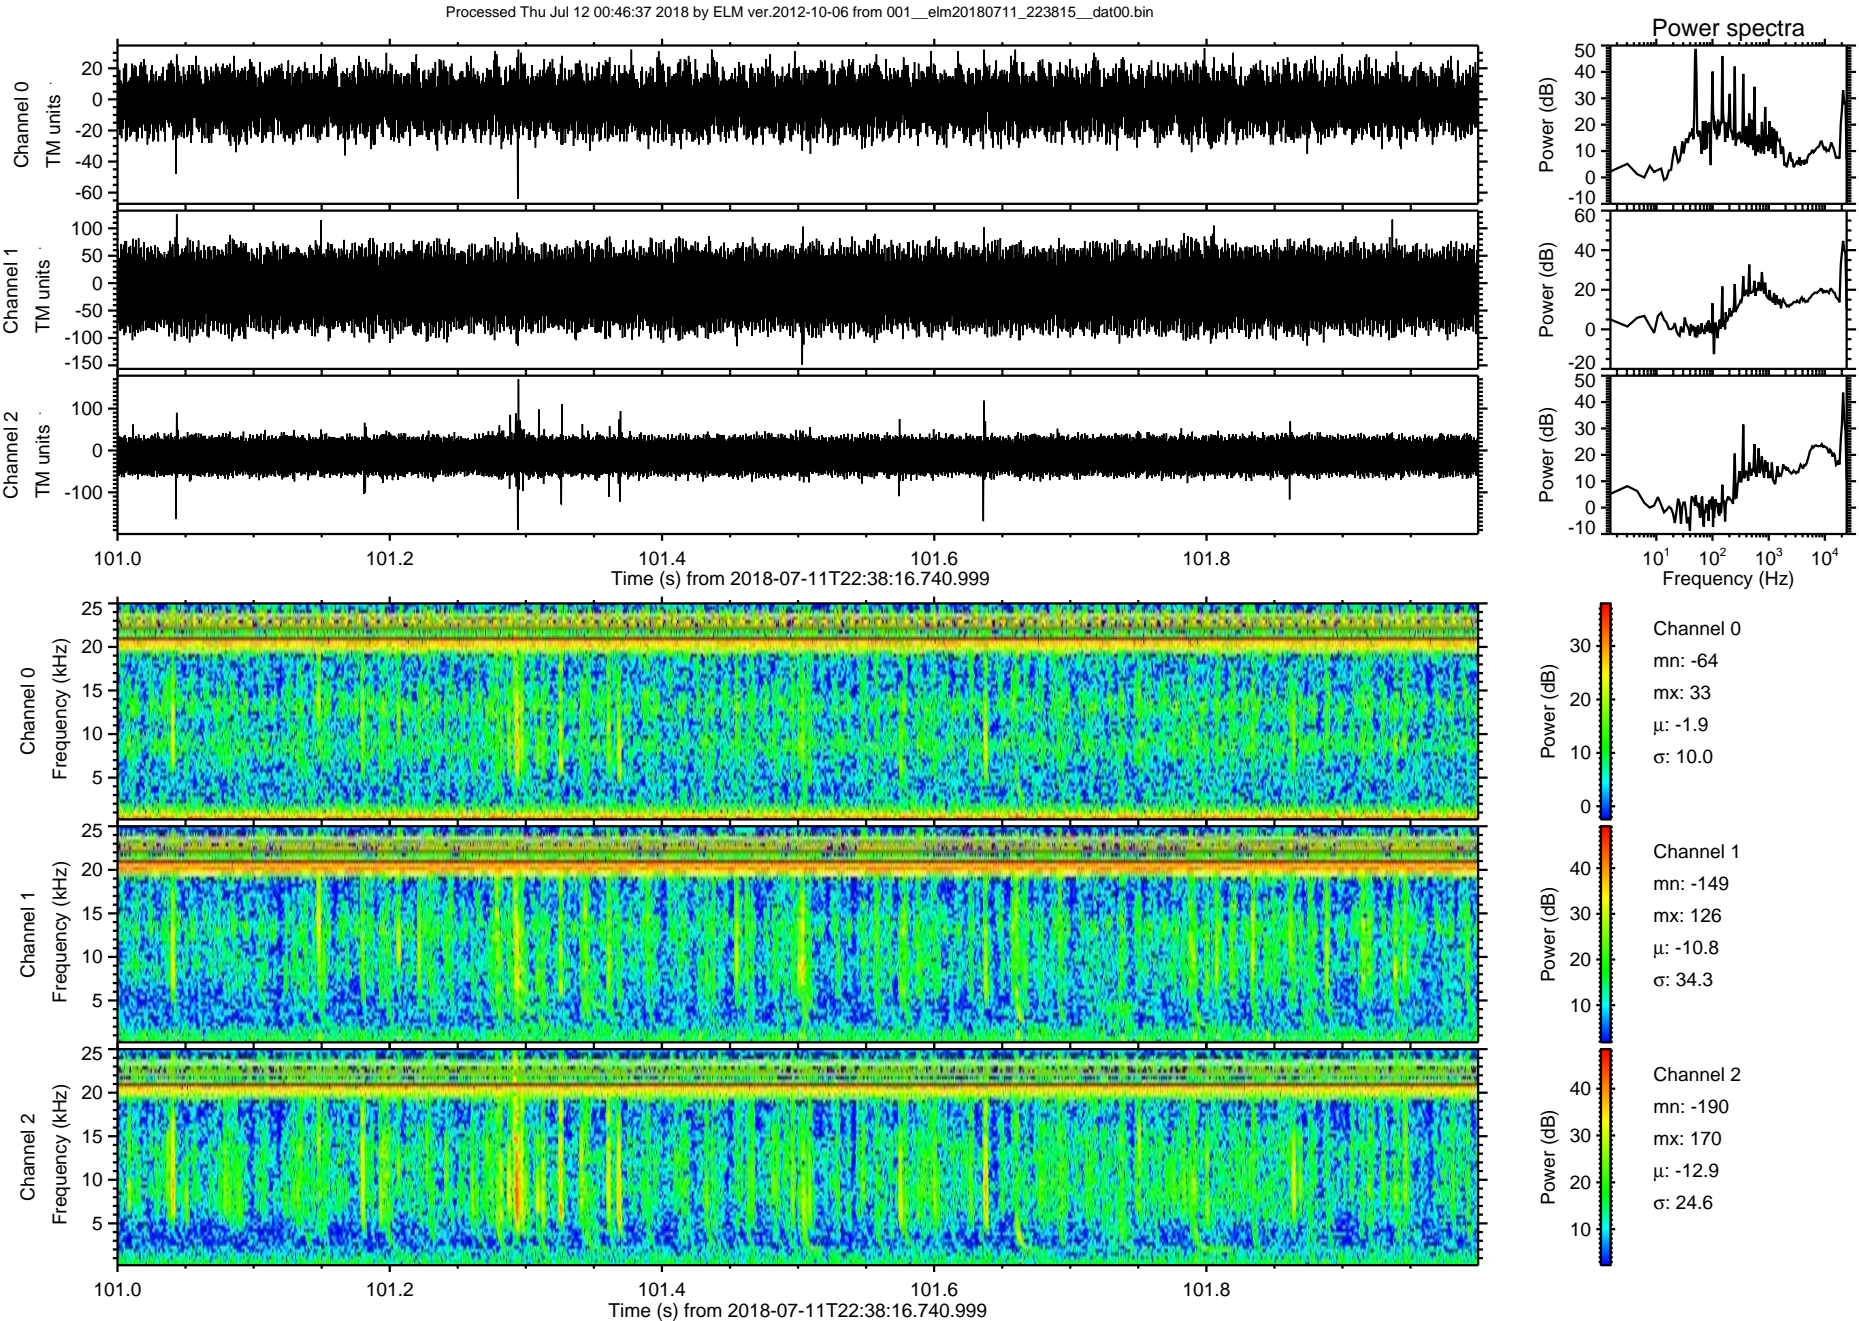 Processed Thu Jul 12 00:46:37 2018 by ELM ver.2012-10-06 from 001__elm20180711_223815__dat00.bin
Power spectra
Channel 0
TM units
20
0
-20
-40
-60
Power (dB)
50
40
30
20
10
0
-10
Channel 1
TM units
100
50
0
-50
-100
-150
Power (dB)
60
40
20
0
-20
Channel 2
TM units
100
0
-100
Power (dB)
50
40
30
20
10
0
-10
101.0 101.2 101.4 101.6 101.8
Time (s) from 2018-07-11T22:38:16.740.999
10^1 10^2 10^3 10^4
Frequency (Hz)
Channel 0
Frequency (kHz)
25
20
15
10
5
Power (dB)
30
20
10
0
Channel 0
mn: -64
mx: 33
µ: -1.9
σ: 10.0
Channel 1
Frequency (kHz)
25
20
15
10
5
Power (dB)
40
30
20
10
Channel 1
mn: -149
mx: 126
µ: -10.8
σ: 34.3
Channel 2
Frequency (kHz)
25
20
15
10
5
Power (dB)
40
30
20
10
Channel 2
mn: -190
mx: 170
µ: -12.9
σ: 24.6
101.0 101.2 101.4 101.6 101.8
Time (s) from 2018-07-11T22:38:16.740.999